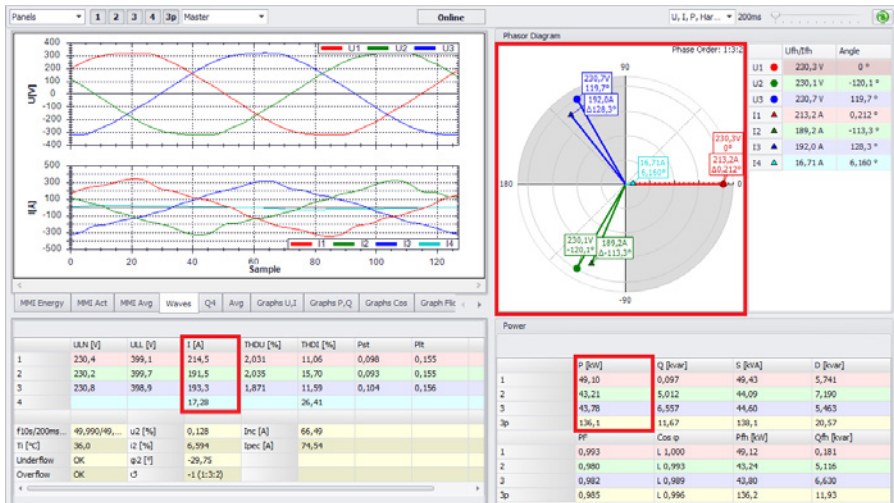 Panels 1 2 3 4 3p Master Online U, I, P, Har... 200ms
U1 U2 U3
400
300
200
100
0
-100
-200
-300
-400
U[V]
500
300
100
-100
-300
-500
I[A]
I1 I2 I3 I4
0 20 40 60 80 100 120
Sample
MMI Energy MMI Act MMI Avg Waves Q4 Avg Graphs U,I Graphs P,Q Graphs Cos Graph Flic
Phasor Diagram
Phase Order: 1:3:2
90
180
0
-90
230,7V
119,7°
192,0A
Δ128,3°
230,3V
0°
213,2A
Δ0,212°
16,71A
6,160°
230,1V
-120,1°
189,2A
Δ-113,3°
Ufh/Ifh Angle
U1 230,3 V 0 °
U2 230,1 V -120,1 °
U3 230,7 V 119,7 °
I1 213,2 A 0,212 °
I2 189,2 A -113,3 °
I3 192,0 A 128,3 °
I4 16,71 A 6,160 °
ULN [V] ULL [V] I [A] THDU [%] THDI [%] Pst Plt
1 230,4 399,1 214,5 2,031 11,06 0,098 0,155
2 230,2 399,7 191,5 2,035 15,70 0,093 0,155
3 230,8 398,9 193,3 1,871 11,59 0,104 0,156
4 17,28 26,41
f10s/200ms... 49,990/49,... u2 [%] 0,128 Inc [A] 66,49
Ti [°C] 36,0 i2 [%] 6,594 Ipec [A] 74,54
Underflow OK φ2 [°] -29,75
Overflow OK ↺ -1 (1:3:2)
Power
P [kW] Q [kvar] S [kVA] D [kvar]
1 49,10 0,097 49,43 5,741
2 43,21 5,012 44,09 7,190
3 43,78 6,557 44,60 5,463
3p 136,1 11,67 138,1 20,57
PF Cos φ Pfh [kW] Qfh [kvar]
1 0,993 L 1,000 49,12 0,181
2 0,980 L 0,993 43,24 5,116
3 0,982 L 0,989 43,80 6,630
3p 0,985 L 0,996 136,2 11,93